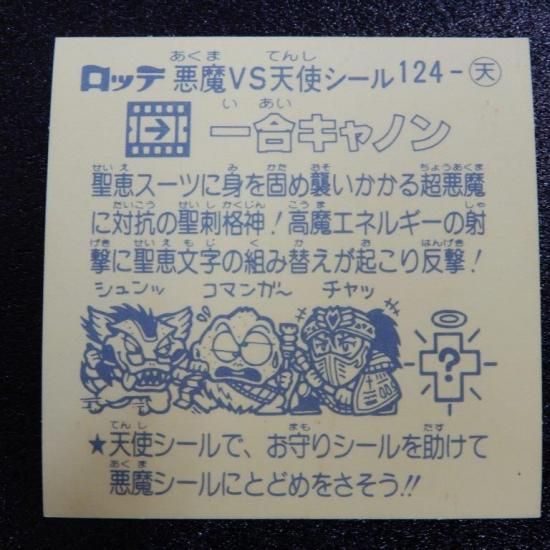 ロッテ 悪魔VS天使シール 124-天
一合キャノン
聖恵スーツに身を固め襲いかかる超悪魔
に対抗の聖刺格神!高魔エネルギーの射
撃に聖恵文字の組み替えが起こり反撃!
シュンッ コマンガ〜 チャッ
?
★天使シールで、お守りシールを助けて
悪魔シールにとどめをさそう!!